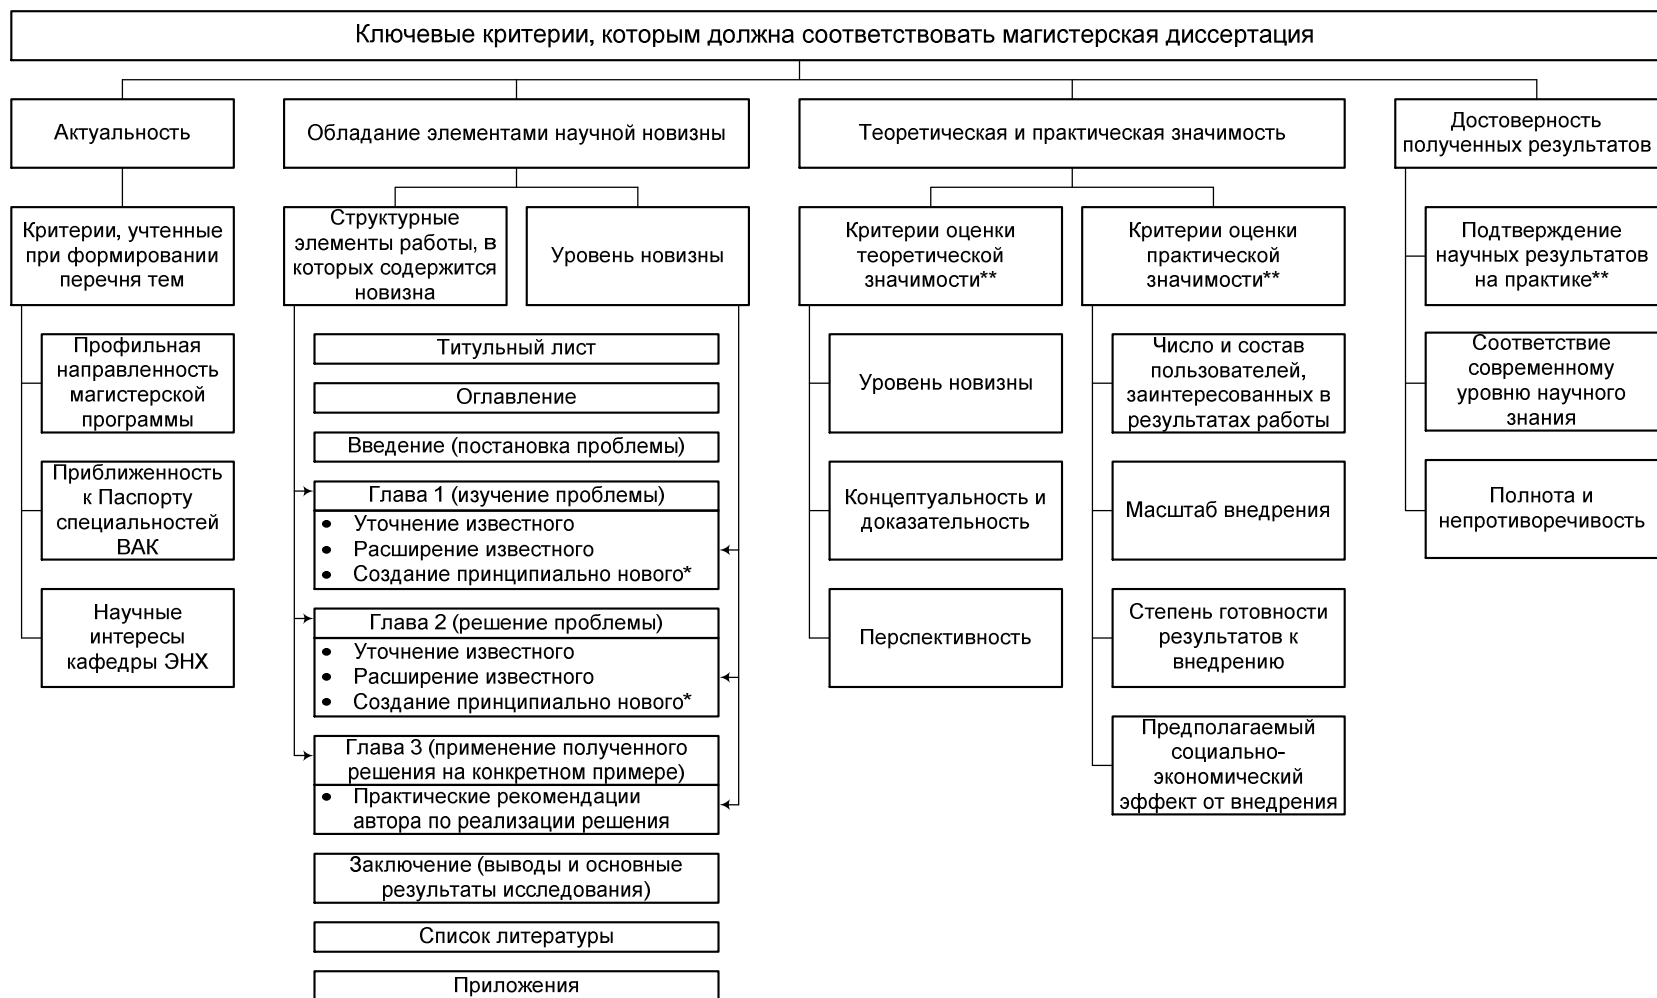 Ключевые критерии, которым должна соответствовать магистерская диссертация
Актуальность
Критерии, учтенные
при формировании
перечня тем
Профильная
направленность
магистерской
программы
Приближенность
к Паспорту
специальностей
ВАК
Научные
интересы
кафедры ЭНХ
Обладание элементами научной новизны
Структурные
элементы работы, в
которых содержится
новизна
Уровень новизны
Титульный лист
Оглавление
Введение (постановка проблемы)
Глава 1 (изучение проблемы)
• Уточнение известного
• Расширение известного
• Создание принципиально нового*
Глава 2 (решение проблемы)
• Уточнение известного
• Расширение известного
• Создание принципиально нового*
Глава 3 (применение полученного
решения на конкретном примере)
• Практические рекомендации
автора по реализации решения
Заключение (выводы и основные
результаты исследования)
Список литературы
Приложения
Теоретическая и практическая значимость
Критерии оценки
теоретической
значимости**
Уровень новизны
Концептуальность и
доказательность
Перспективность
Критерии оценки
практической
значимости**
Число и состав
пользователей,
заинтересованных в
результатах работы
Масштаб внедрения
Степень готовности
результатов к
внедрению
Предполагаемый
социально-
экономический
эффект от внедрения
Достоверность
полученных результатов
Подтверждение
научных результатов
на практике**
Соответствие
современному
уровню научного
знания
Полнота и
непротиворечивость